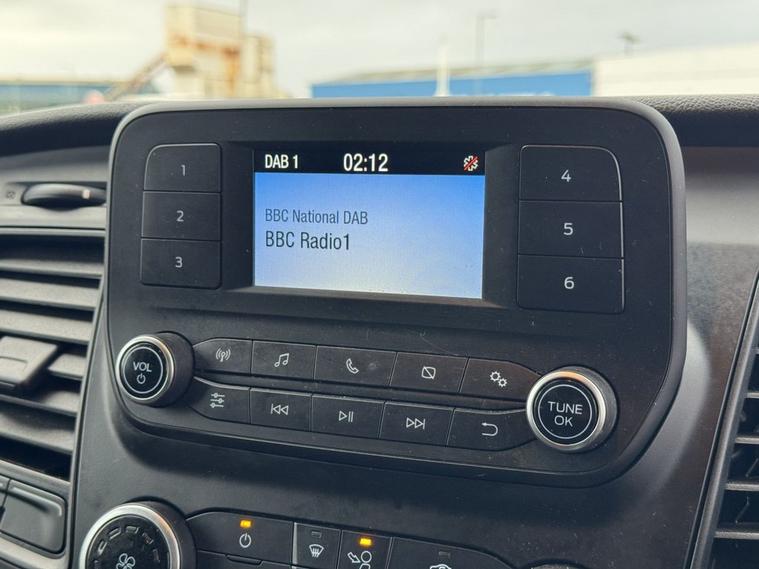 DAB 1 02:12
BBC National DAB
BBC Radio1
1
2
3
4
5
6
VOL
TUNE
OK